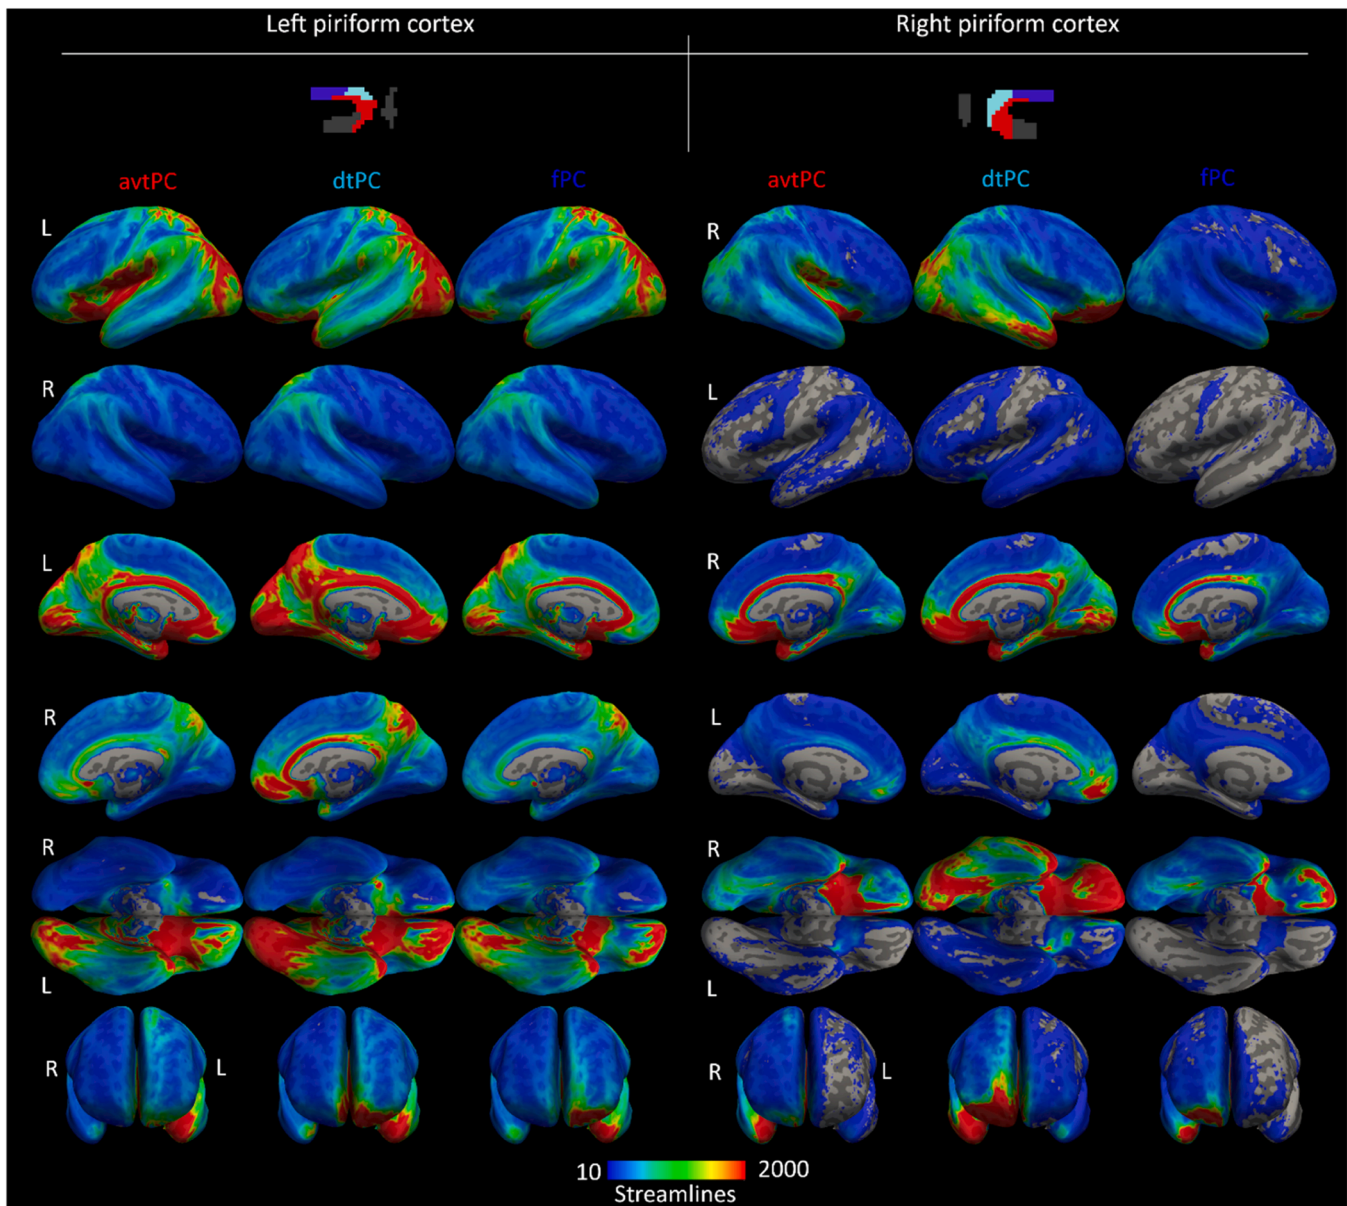 Left piriform cortex Right piriform cortex
avtPC dtPC fPC avtPC dtPC fPC
L R
R L
L R
R L
R R
L L
R L R L
10 2000
Streamlines